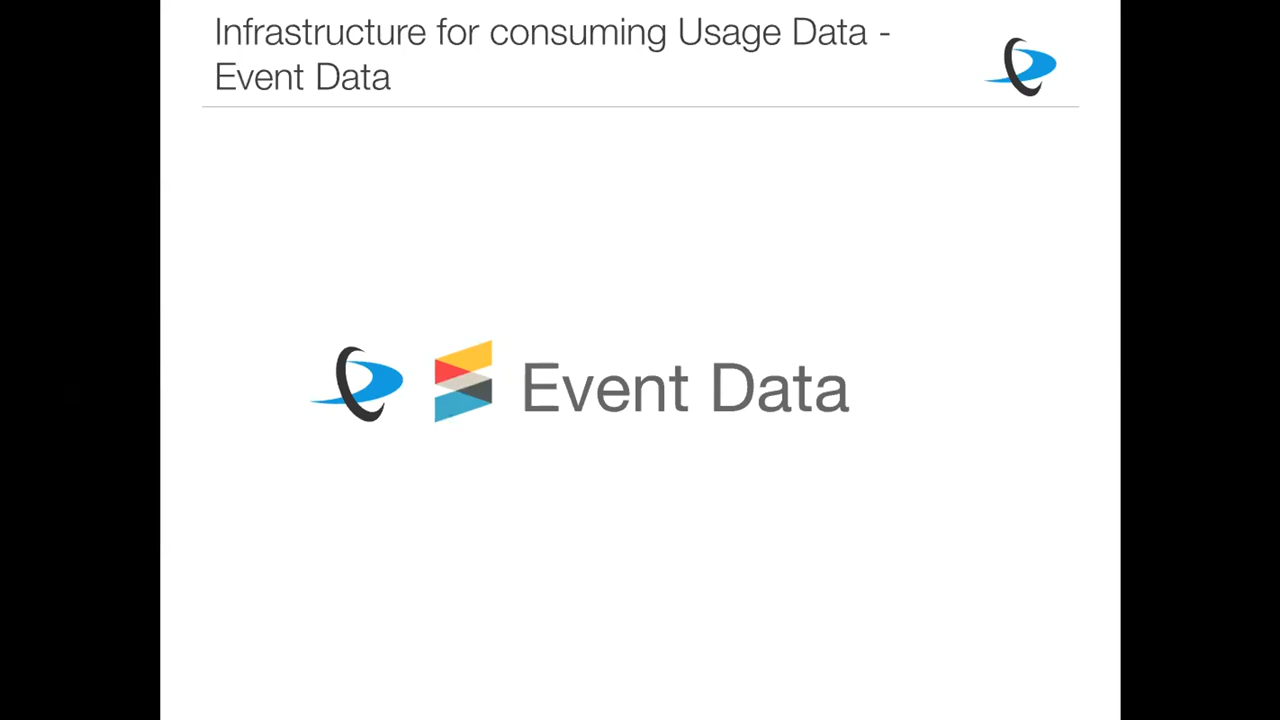 Infrastructure for consuming Usage Data -
Event Data
Event Data